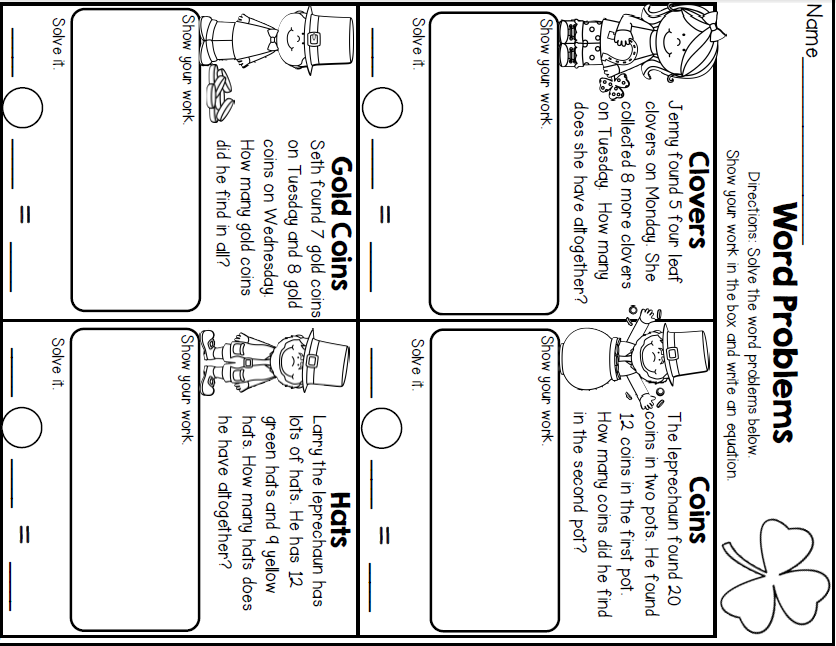 Name
Word Problems
Directions: Solve the word problems below.
Show your work in the box and write an equation.
Clovers
Jenny found 5 four leaf
clovers on Monday. She
collected 8 more clovers
on Tuesday. How many
does she have altogether?
Show your work.
Solve it.
=
Coins
The leprechaun found 20
coins in two pots. He found
12 coins in the first pot.
How many coins did he find
in the second pot?
Show your work.
Solve it.
=
Gold Coins
Seth found 7 gold coins
on Tuesday and 8 gold
coins on Wednesday.
How many gold coins
did he find in all?
Show your work.
Solve it.
=
Hats
Larry the leprechaun has
lots of hats. He has 12
green hats and 9 yellow
hats. How many hats does
he have altogether?
Show your work.
Solve it.
=